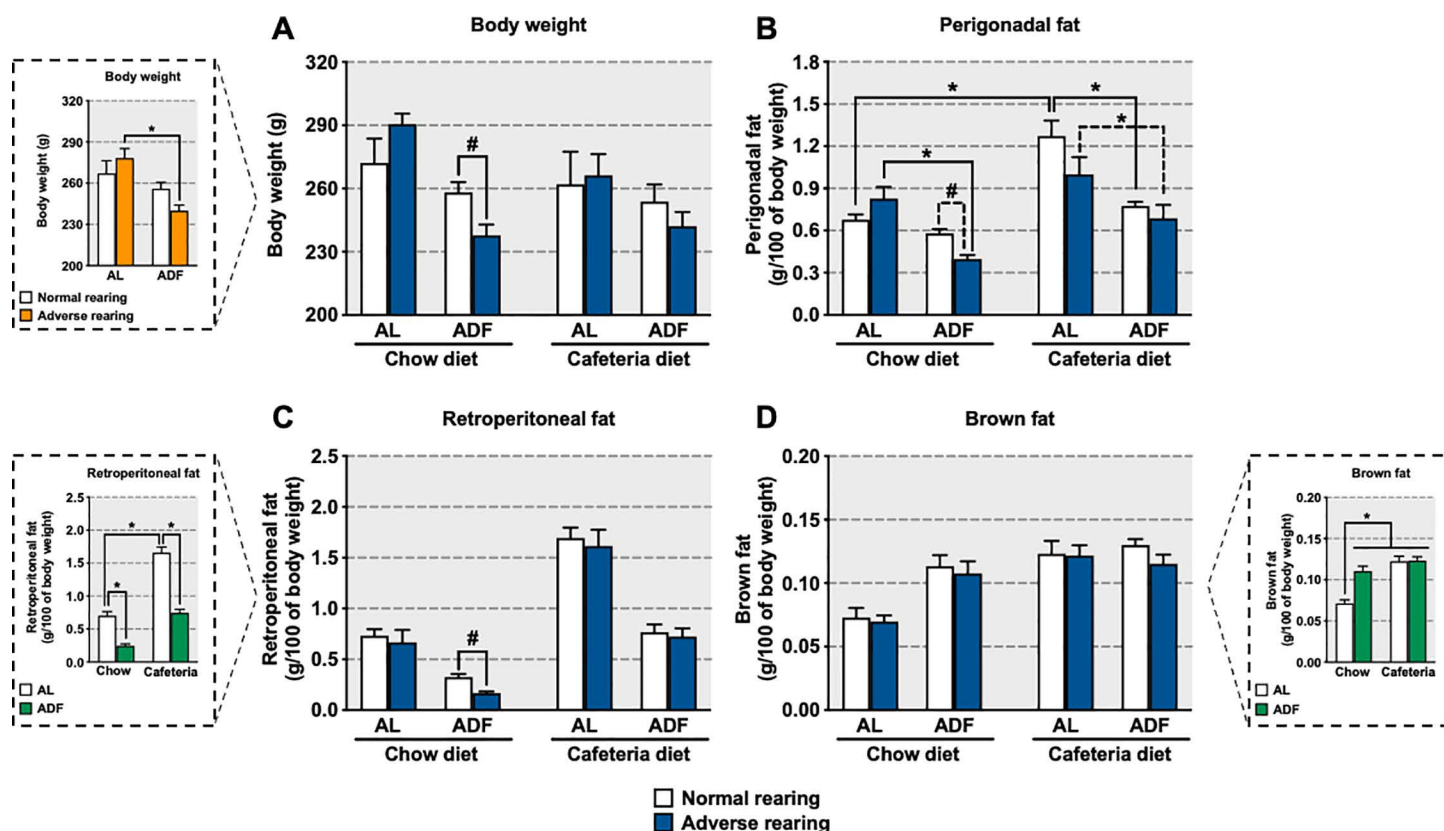 A
Body weight
Body weight (g)
320
290
260
230
200
#
AL
ADF
AL
ADF
Chow diet
Cafeteria diet
Body weight
Body weight (g)
320
290
260
230
200
*
AL
ADF
Normal rearing
Adverse rearing
B
Perigonadal fat
Perigonadal fat
(g/100 of body weight)
1.8
1.5
1.2
0.9
0.6
0.3
0.0
*
*
*
*
#
AL
ADF
AL
ADF
Chow diet
Cafeteria diet
C
Retroperitoneal fat
Retroperitoneal fat
(g/100 of body weight)
2.5
2.0
1.5
1.0
0.5
0.0
#
AL
ADF
AL
ADF
Chow diet
Cafeteria diet
Retroperitoneal fat
Retroperitoneal fat
(g/100 of body weight)
2.5
2.0
1.5
1.0
0.5
0.0
*
*
*
Chow
Cafeteria
AL
ADF
D
Brown fat
Brown fat
(g/100 of body weight)
0.20
0.15
0.10
0.05
0.00
AL
ADF
AL
ADF
Chow diet
Cafeteria diet
Brown fat
Brown fat
(g/100 of body weight)
0.20
0.15
0.10
0.05
0.00
*
Chow
Cafeteria
AL
ADF
Normal rearing
Adverse rearing